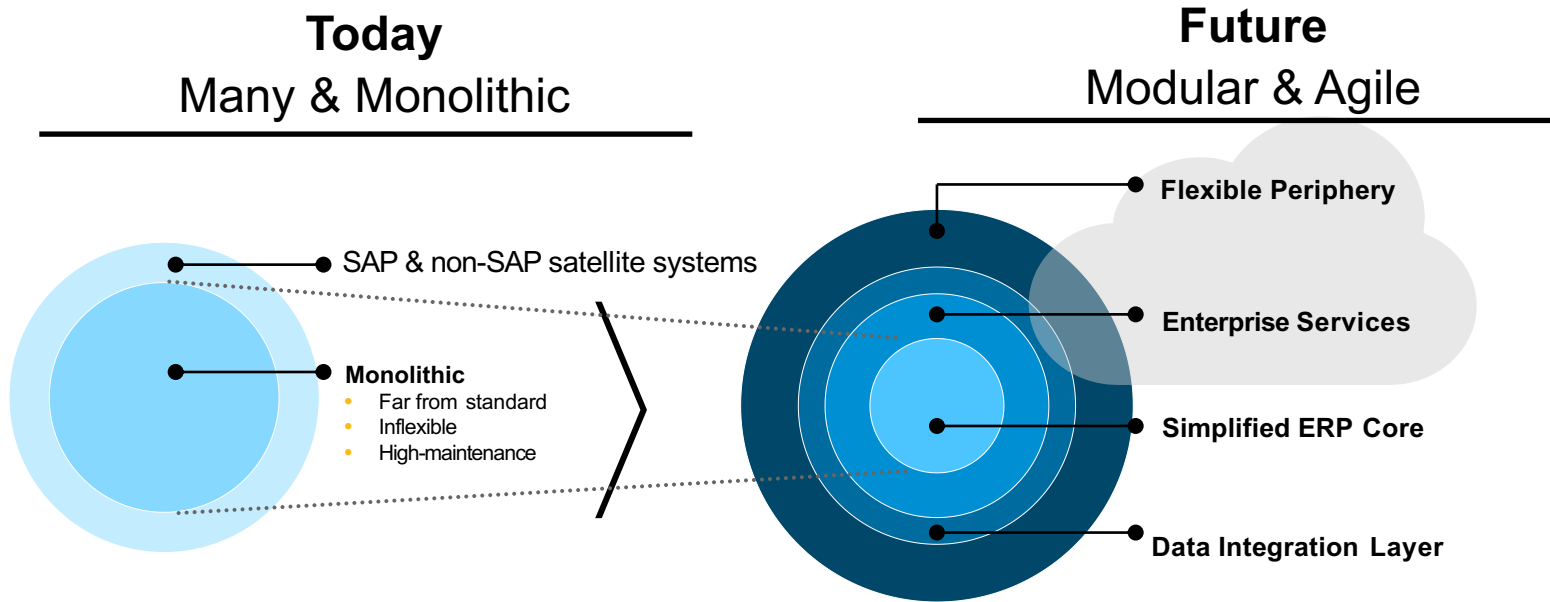 Today
Many & Monolithic
SAP & non-SAP satellite systems
Monolithic
• Far from standard
• Inflexible
• High-maintenance
Future
Modular & Agile
Flexible Periphery
Enterprise Services
Simplified ERP Core
Data Integration Layer